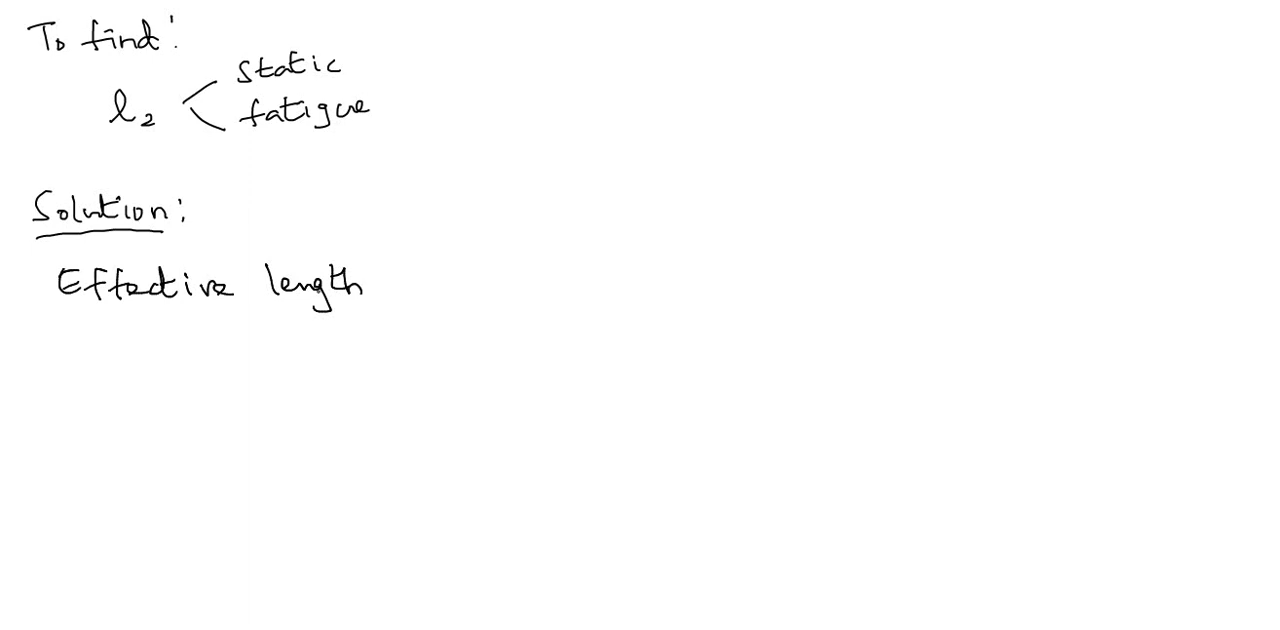 To find:
l₂ < static
fatigue
Solution:
Effective length